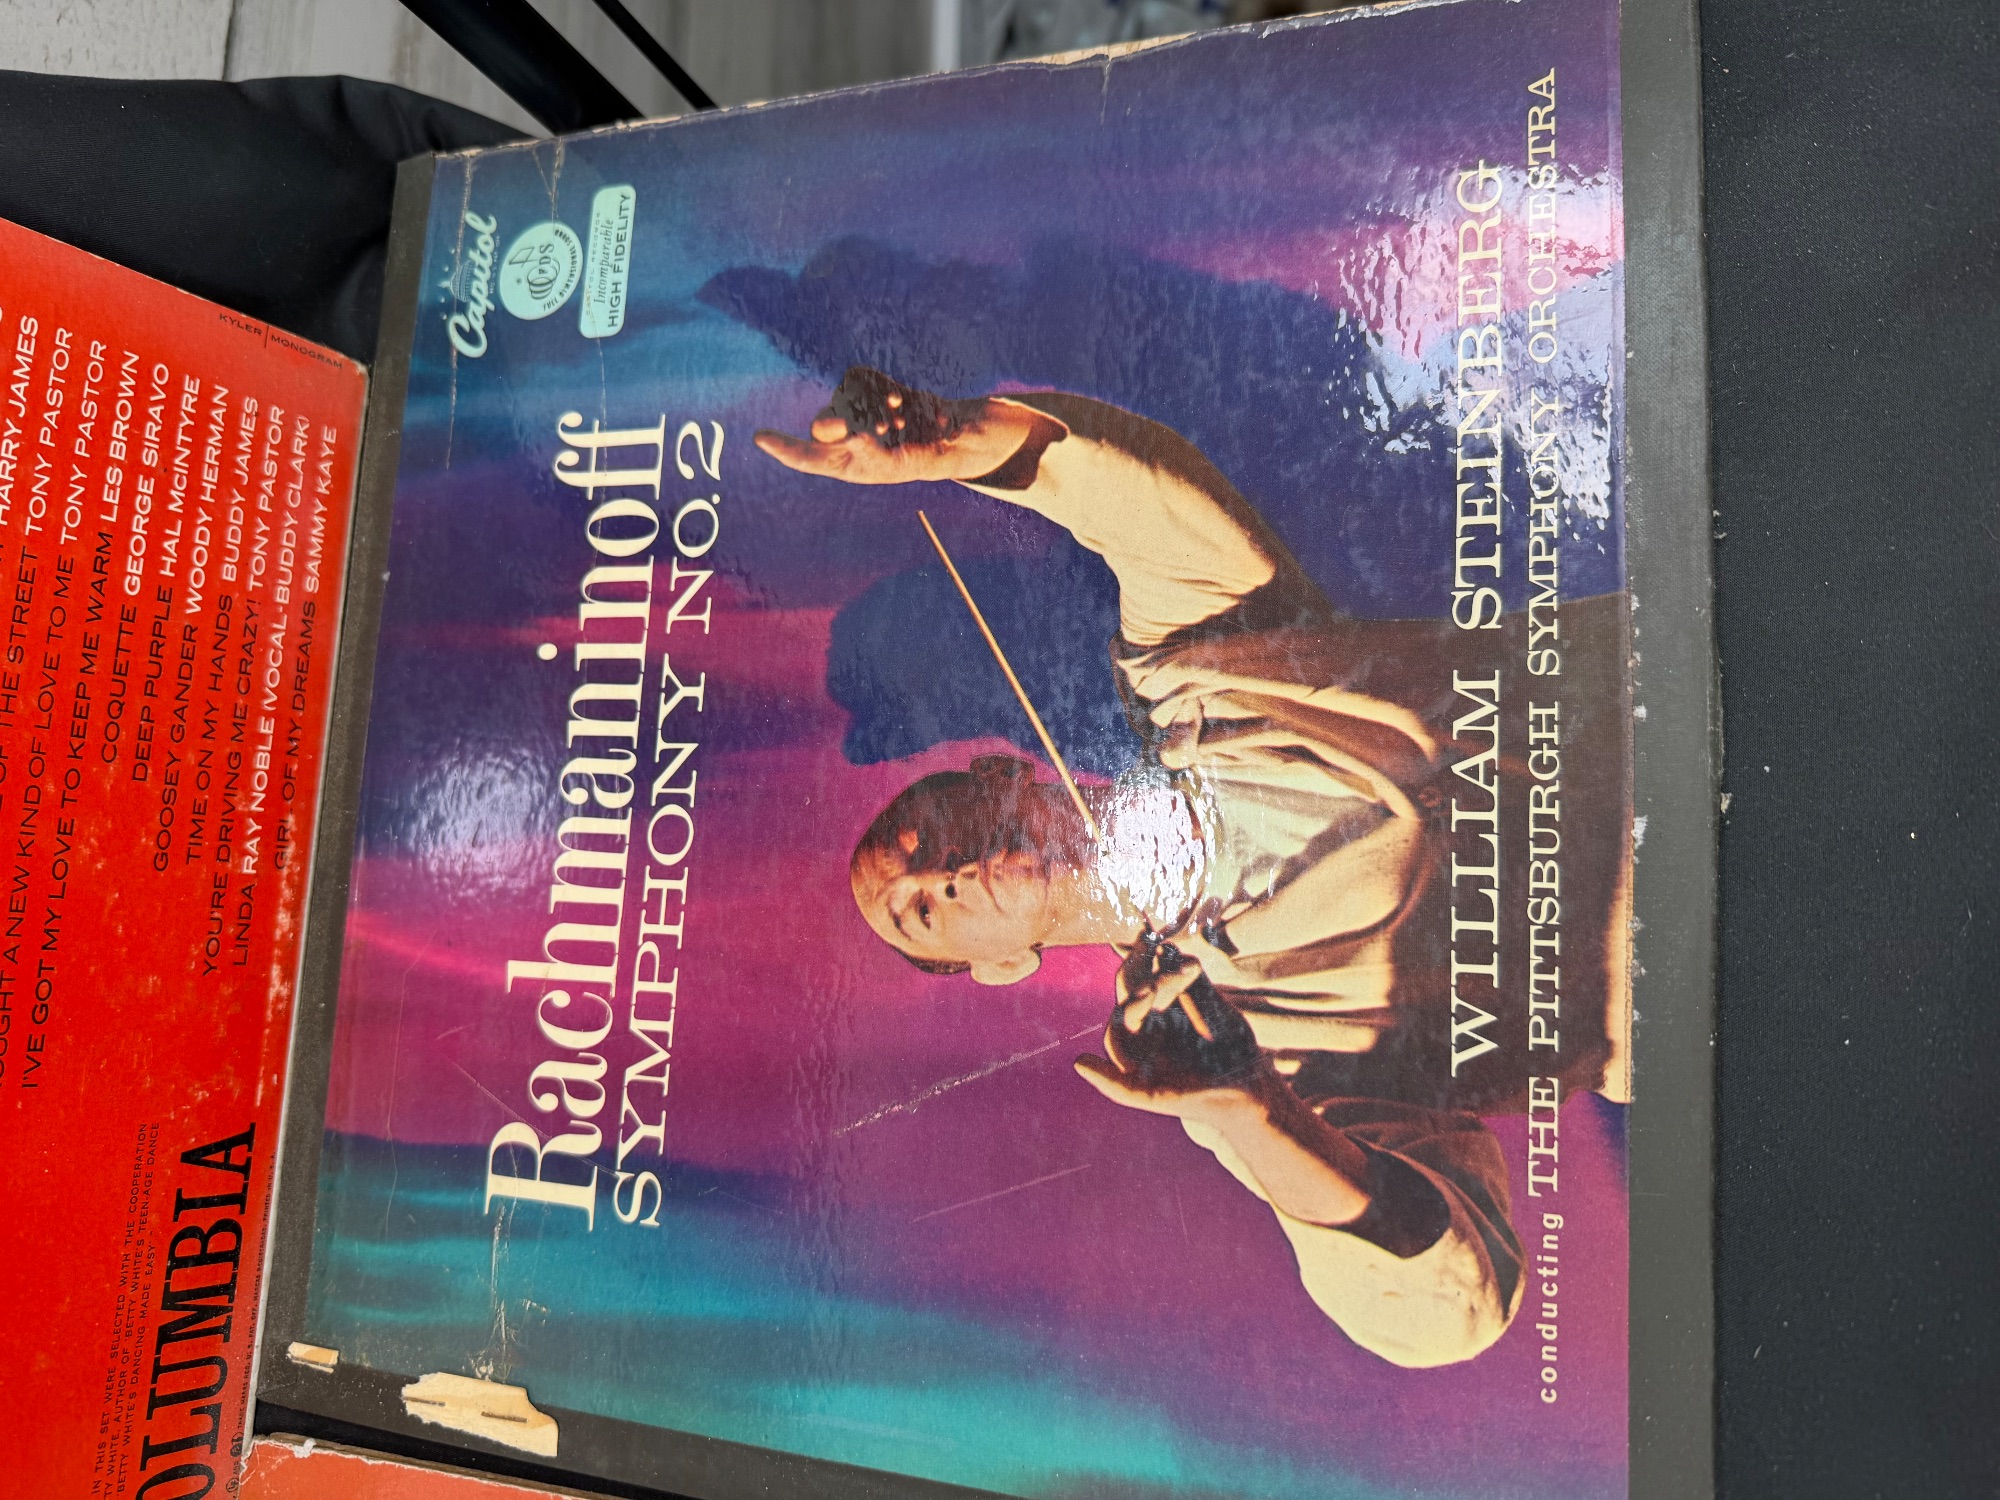 Capitol
FDS
FULL DIMENSIONAL SOUND
CAPITOL RECORDS
Incomparable
HIGH FIDELITY
Rachmaninoff
SYMPHONY NO. 2
WILLIAM STEINBERG
conducting THE PITTSBURGH SYMPHONY ORCHESTRA
HARRY JAMES
OF THE STREET TONY PASTOR
A NEW KIND OF LOVE TO ME TONY PASTOR
I'VE GOT MY LOVE TO KEEP ME WARM LES BROWN
COQUETTE GEORGE SIRAVO
DEEP PURPLE HAL McINTYRE
GOOSEY GANDER WOODY HERMAN
TIME ON MY HANDS BUDDY JAMES
YOU'RE DRIVING ME CRAZY! TONY PASTOR
LINDA RAY NOBLE (VOCAL-BUDDY CLARK)
GIRL OF MY DREAMS SAMMY KAYE
KYLER MONOGRAM
IN THIS SET WERE SELECTED WITH THE COOPERATION
TY WHITE, AUTHOR OF 'BETTY WHITE'S TEEN-AGE DANCE
'BETTY WHITE'S DANCING MADE EASY'
OLUMBIA